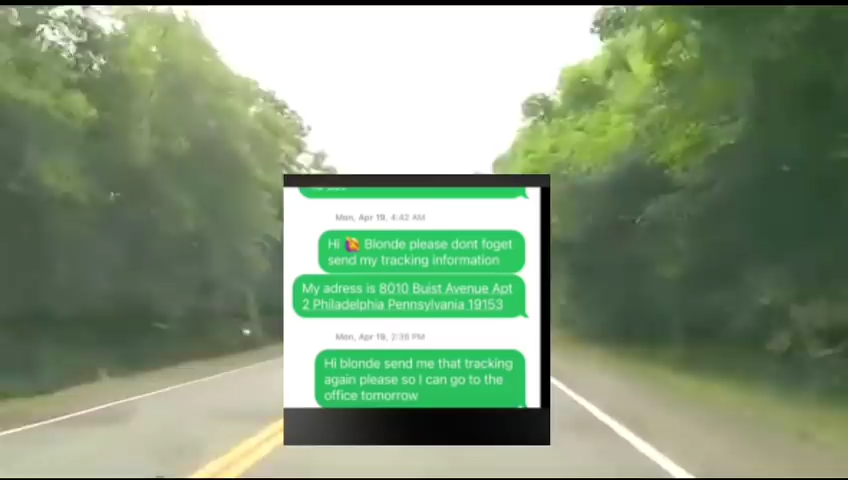 Mon, Apr 19, 4:42 AM
Hi 🥳 Blonde please dont foget
send my tracking information
My adress is 8010 Buist Avenue Apt
2 Philadelphia Pennsylvania 19153
Mon, Apr 19, 2:39 PM
Hi blonde send me that tracking
again please so I can go to the
office tomorrow